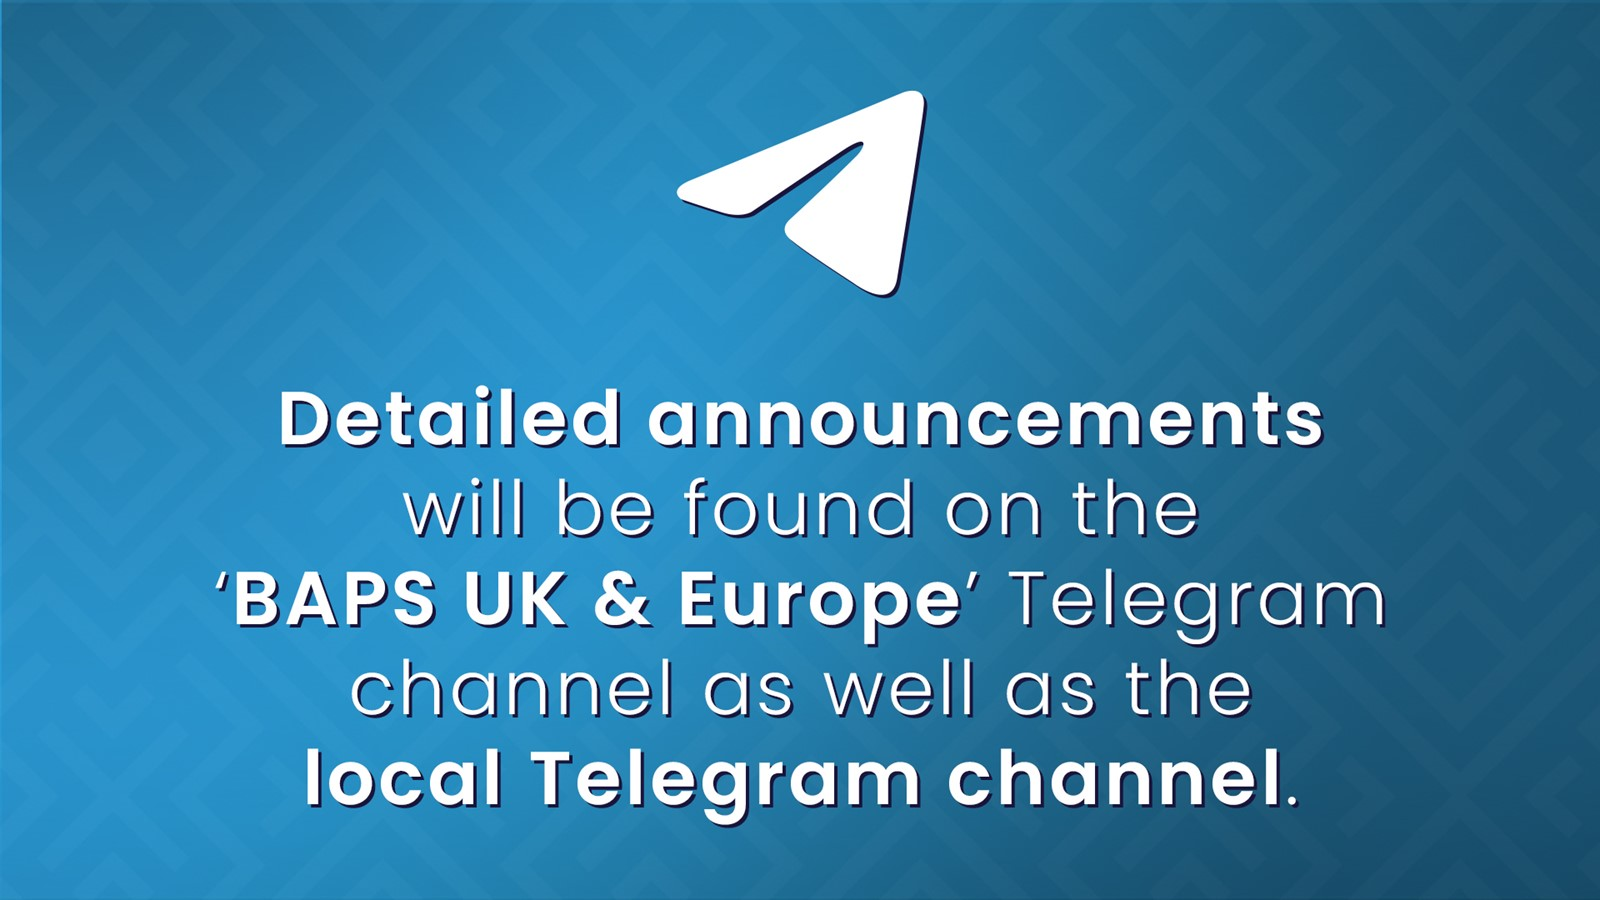 Detailed announcements
will be found on the
‘BAPS UK & Europe’ Telegram
channel as well as the
local Telegram channel.